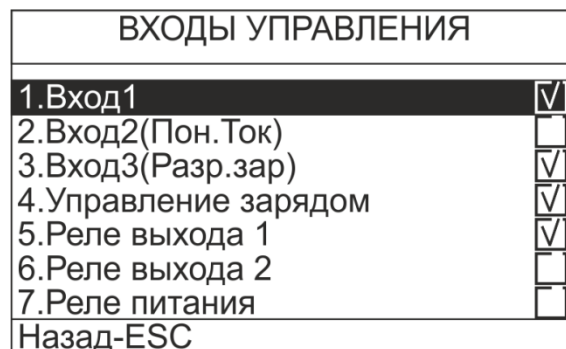 ВХОДЫ УПРАВЛЕНИЯ
1.Вход1 √
2.Вход2(Пон.Ток)
3.Вход3(Разр.зар) √
4.Управление зарядом √
5.Реле выхода 1 √
6.Реле выхода 2
7.Реле питания
Назад-ESC